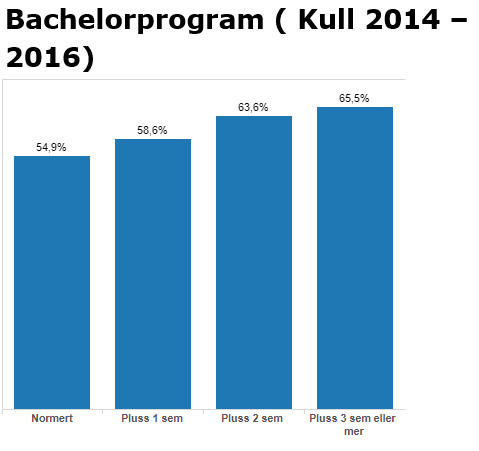 Bachelorprogram ( Kull 2014 –
2016)
54,9%
58,6%
63,6%
65,5%
Normert
Pluss 1 sem
Pluss 2 sem
Pluss 3 sem eller
mer